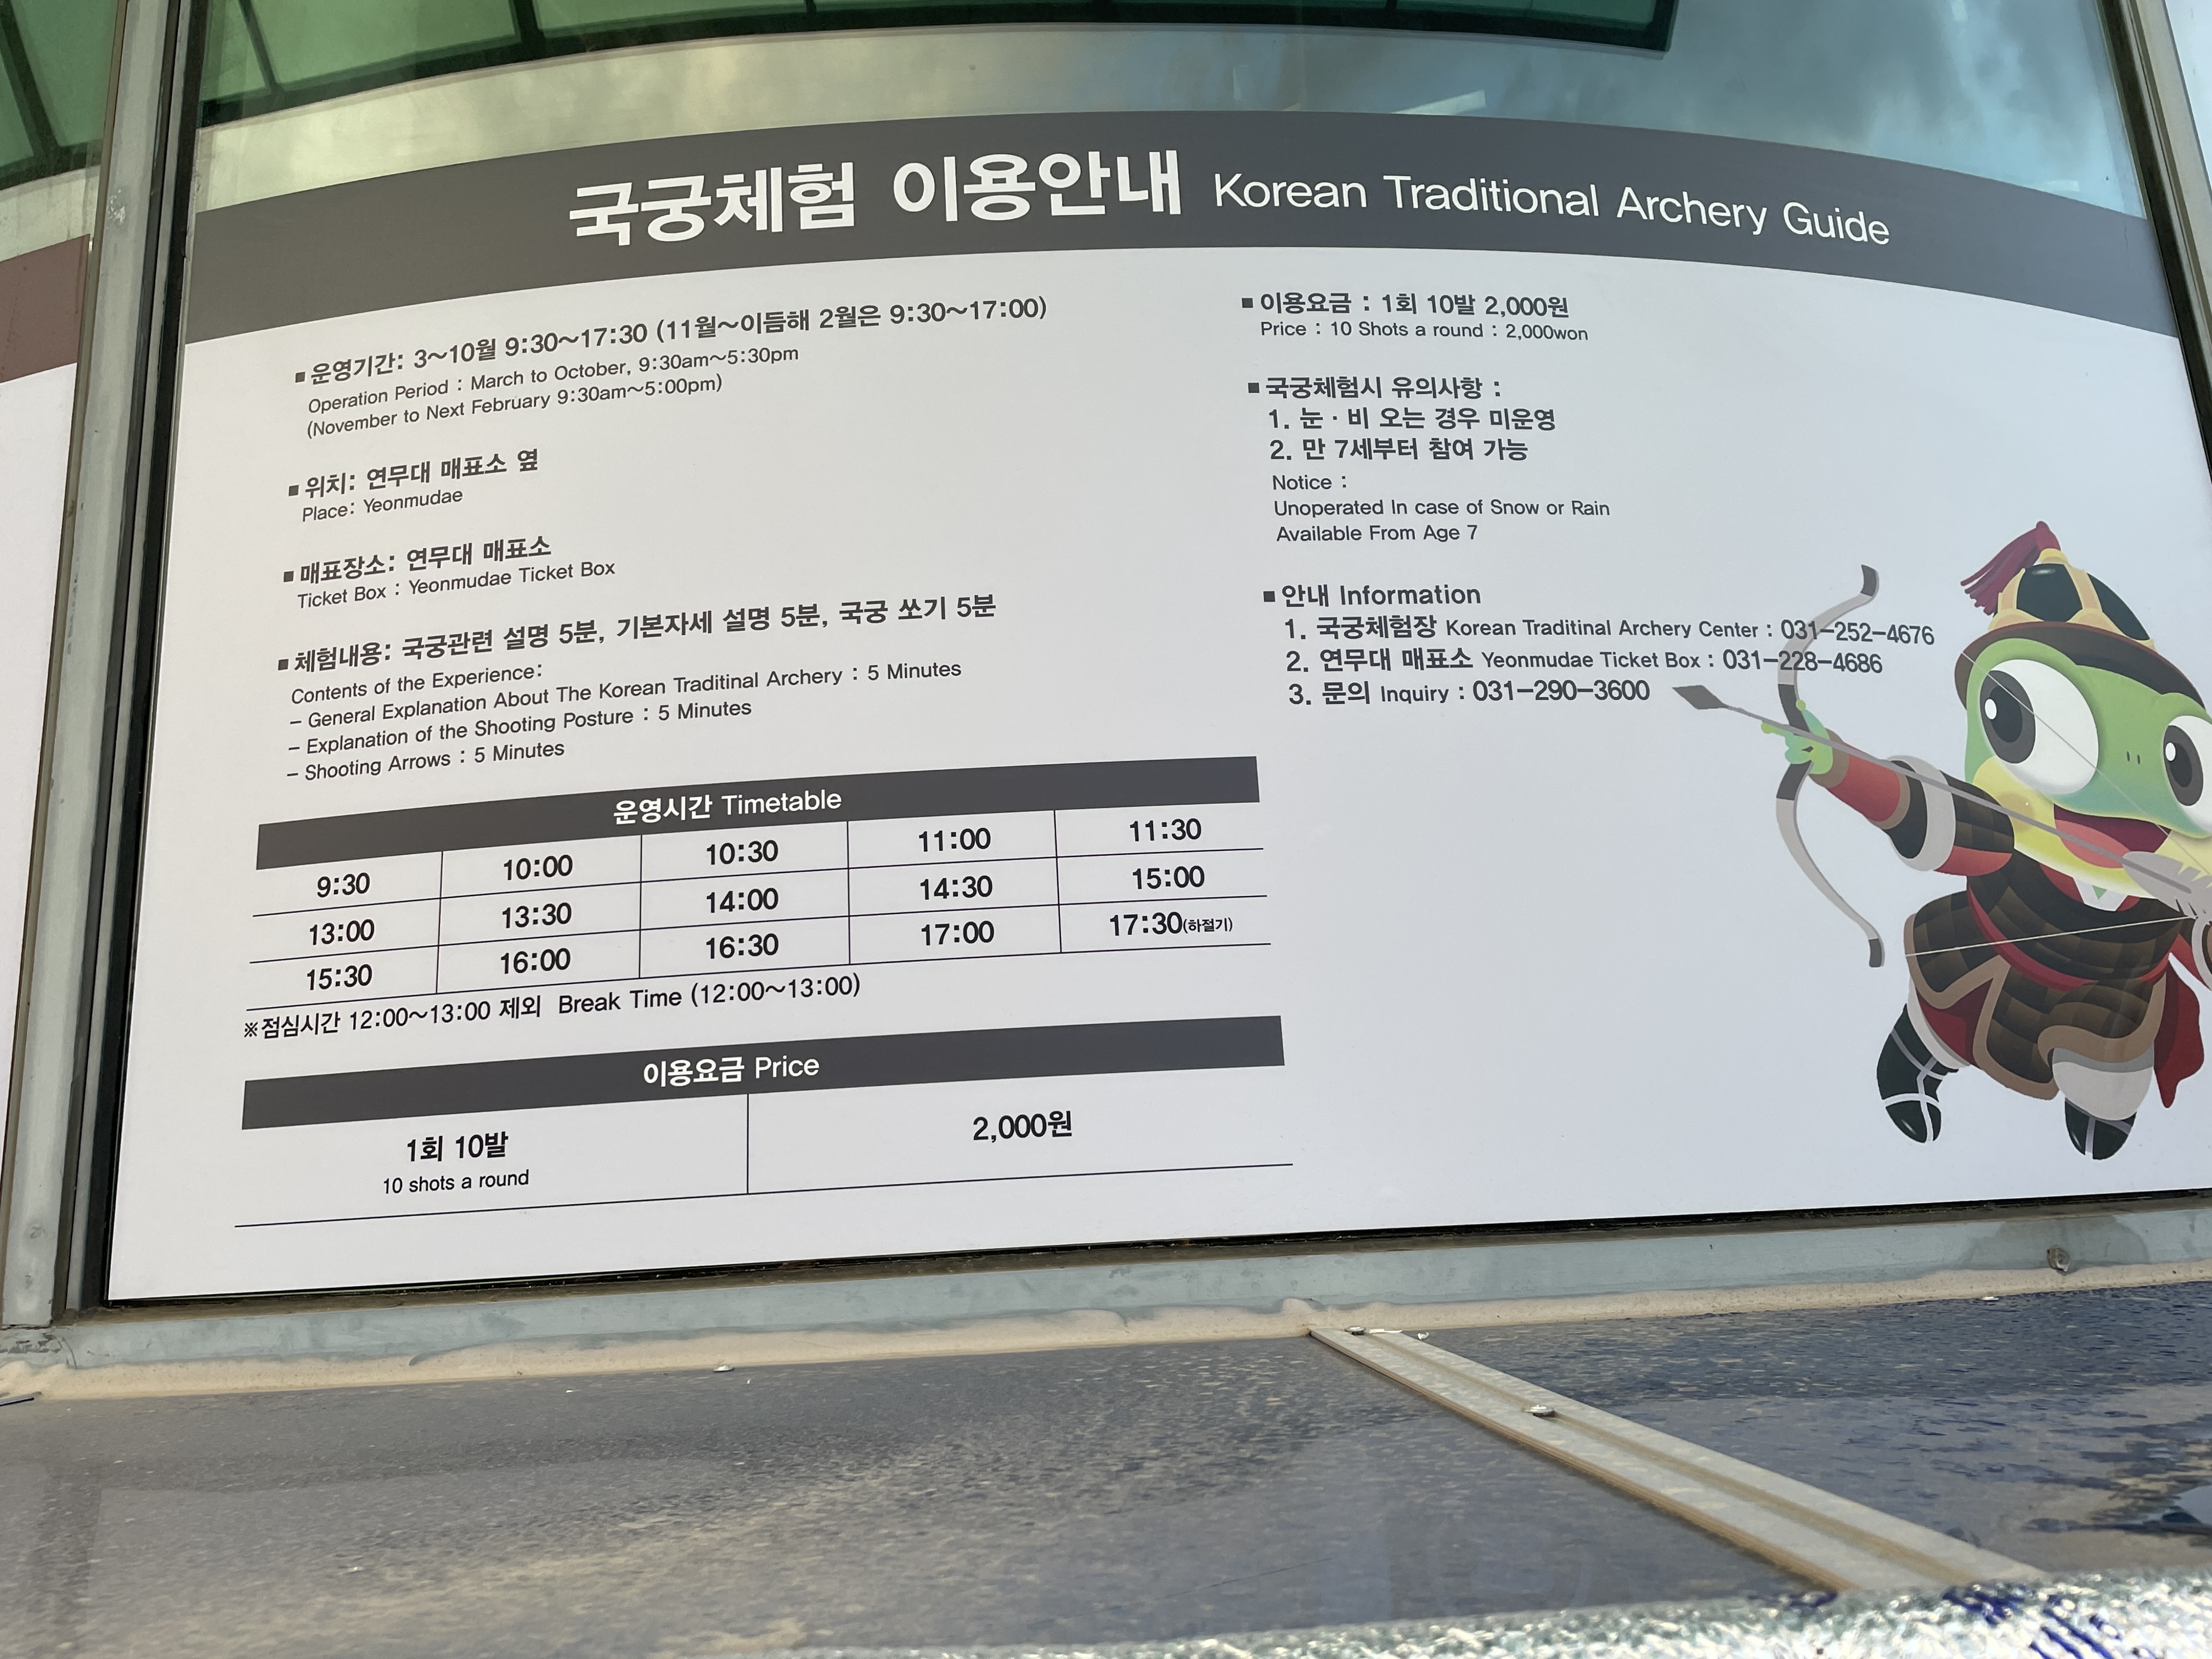 국궁체험 이용안내 Korean Traditional Archery Guide
■ 운영기간: 3~10월 9:30~17:30 (11월~이듬해 2월은 9:30~17:00)
Operation Period : March to October, 9:30am~5:30pm
(November to Next February 9:30am~5:00pm)
■ 위치: 연무대 매표소 옆
Place: Yeonmudae
■ 매표장소: 연무대 매표소
Ticket Box : Yeonmudae Ticket Box
■ 체험내용: 국궁관련 설명 5분, 기본자세 설명 5분, 국궁 쏘기 5분
Contents of the Experience:
– General Explanation About The Korean Traditinal Archery : 5 Minutes
– Explanation of the Shooting Posture : 5 Minutes
– Shooting Arrows : 5 Minutes
운영시간 Timetable
9:30 10:00 10:30 11:00 11:30
13:00 13:30 14:00 14:30 15:00
15:30 16:00 16:30 17:00 17:30(하절기)
※점심시간 12:00~13:00 제외 Break Time (12:00~13:00)
이용요금 Price
1회 10발 2,000원
10 shots a round
■ 이용요금 : 1회 10발 2,000원
Price : 10 Shots a round : 2,000won
■ 국궁체험시 유의사항 :
1. 눈 · 비 오는 경우 미운영
2. 만 7세부터 참여 가능
Notice :
Unoperated In case of Snow or Rain
Available From Age 7
■ 안내 Information
1. 국궁체험장 Korean Traditinal Archery Center : 031–252–4676
2. 연무대 매표소 Yeonmudae Ticket Box : 031–228–4686
3. 문의 Inquiry : 031–290–3600